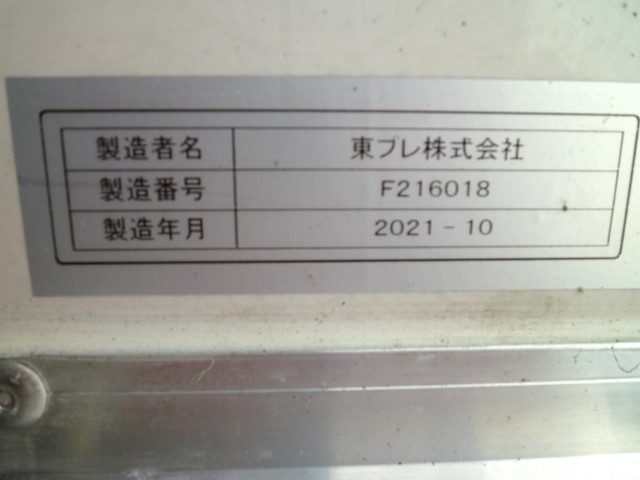 製造者名 東プレ株式会社
製造番号 F216018
製造年月 2021-10